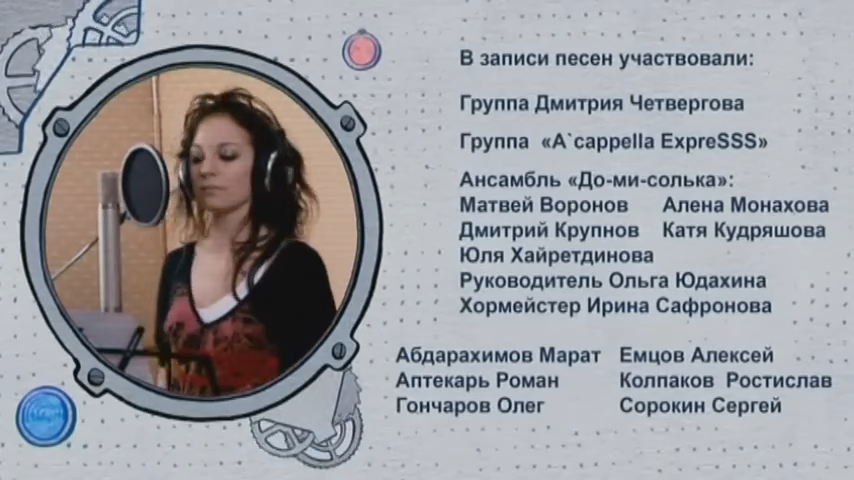 В записи песен участвовали:
Группа Дмитрия Четвергова
Группа «A`cappella ExpreSSS»
Ансамбль «До-ми-солька»:
Матвей Воронов Алена Монахова
Дмитрий Крупнов Катя Кудряшова
Юля Хайретдинова
Руководитель Ольга Юдахина
Хормейстер Ирина Сафронова
Абдарахимов Марат Емцов Алексей
Аптекарь Роман Колпаков Ростислав
Гончаров Олег Сорокин Сергей